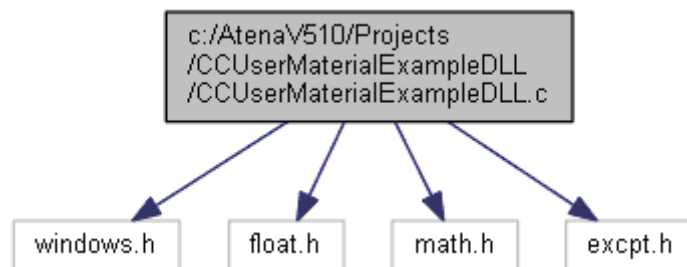 c:/AtenaV510/Projects
/CCUserMaterialExampleDLL
/CCUserMaterialExampleDLL.c
windows.h
float.h
math.h
excpt.h